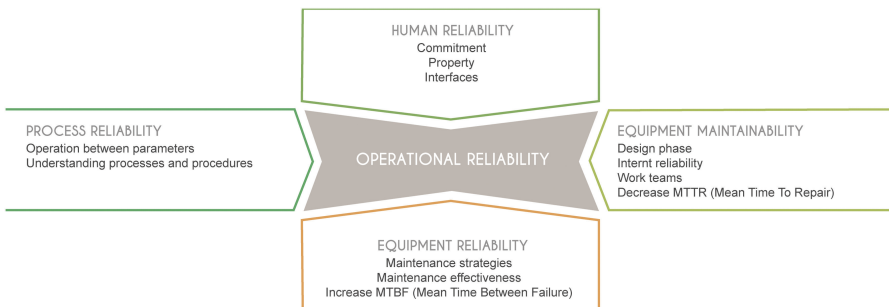 HUMAN RELIABILITY
Commitment
Property
Interfaces
PROCESS RELIABILITY
Operation between parameters
Understanding processes and procedures
OPERATIONAL RELIABILITY
EQUIPMENT MAINTAINABILITY
Design phase
Internt reliability
Work teams
Decrease MTTR (Mean Time To Repair)
EQUIPMENT RELIABILITY
Maintenance strategies
Maintenance effectiveness
Increase MTBF (Mean Time Between Failure)